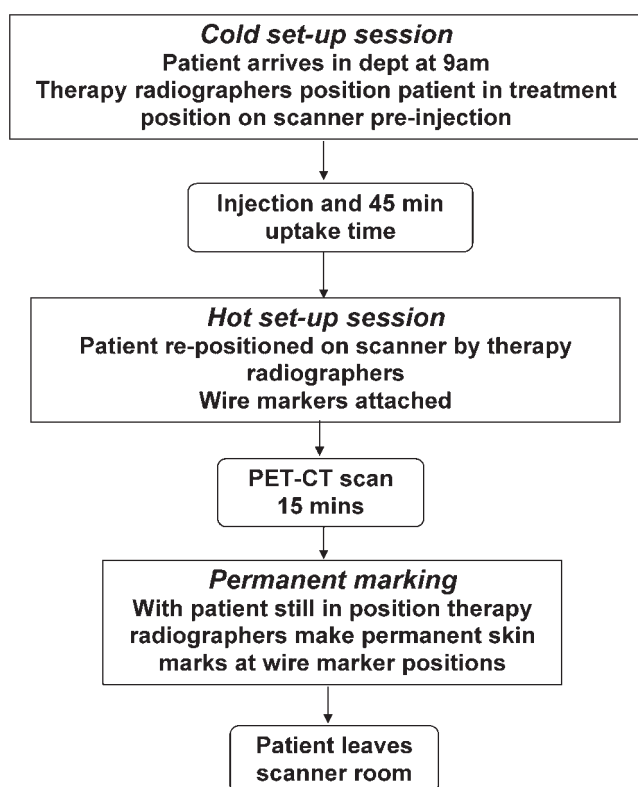 Cold set-up session
Patient arrives in dept at 9am
Therapy radiographers position patient in treatment
position on scanner pre-injection
Injection and 45 min
uptake time
Hot set-up session
Patient re-positioned on scanner by therapy
radiographers
Wire markers attached
PET-CT scan
15 mins
Permanent marking
With patient still in position therapy
radiographers make permanent skin
marks at wire marker positions
Patient leaves
scanner room